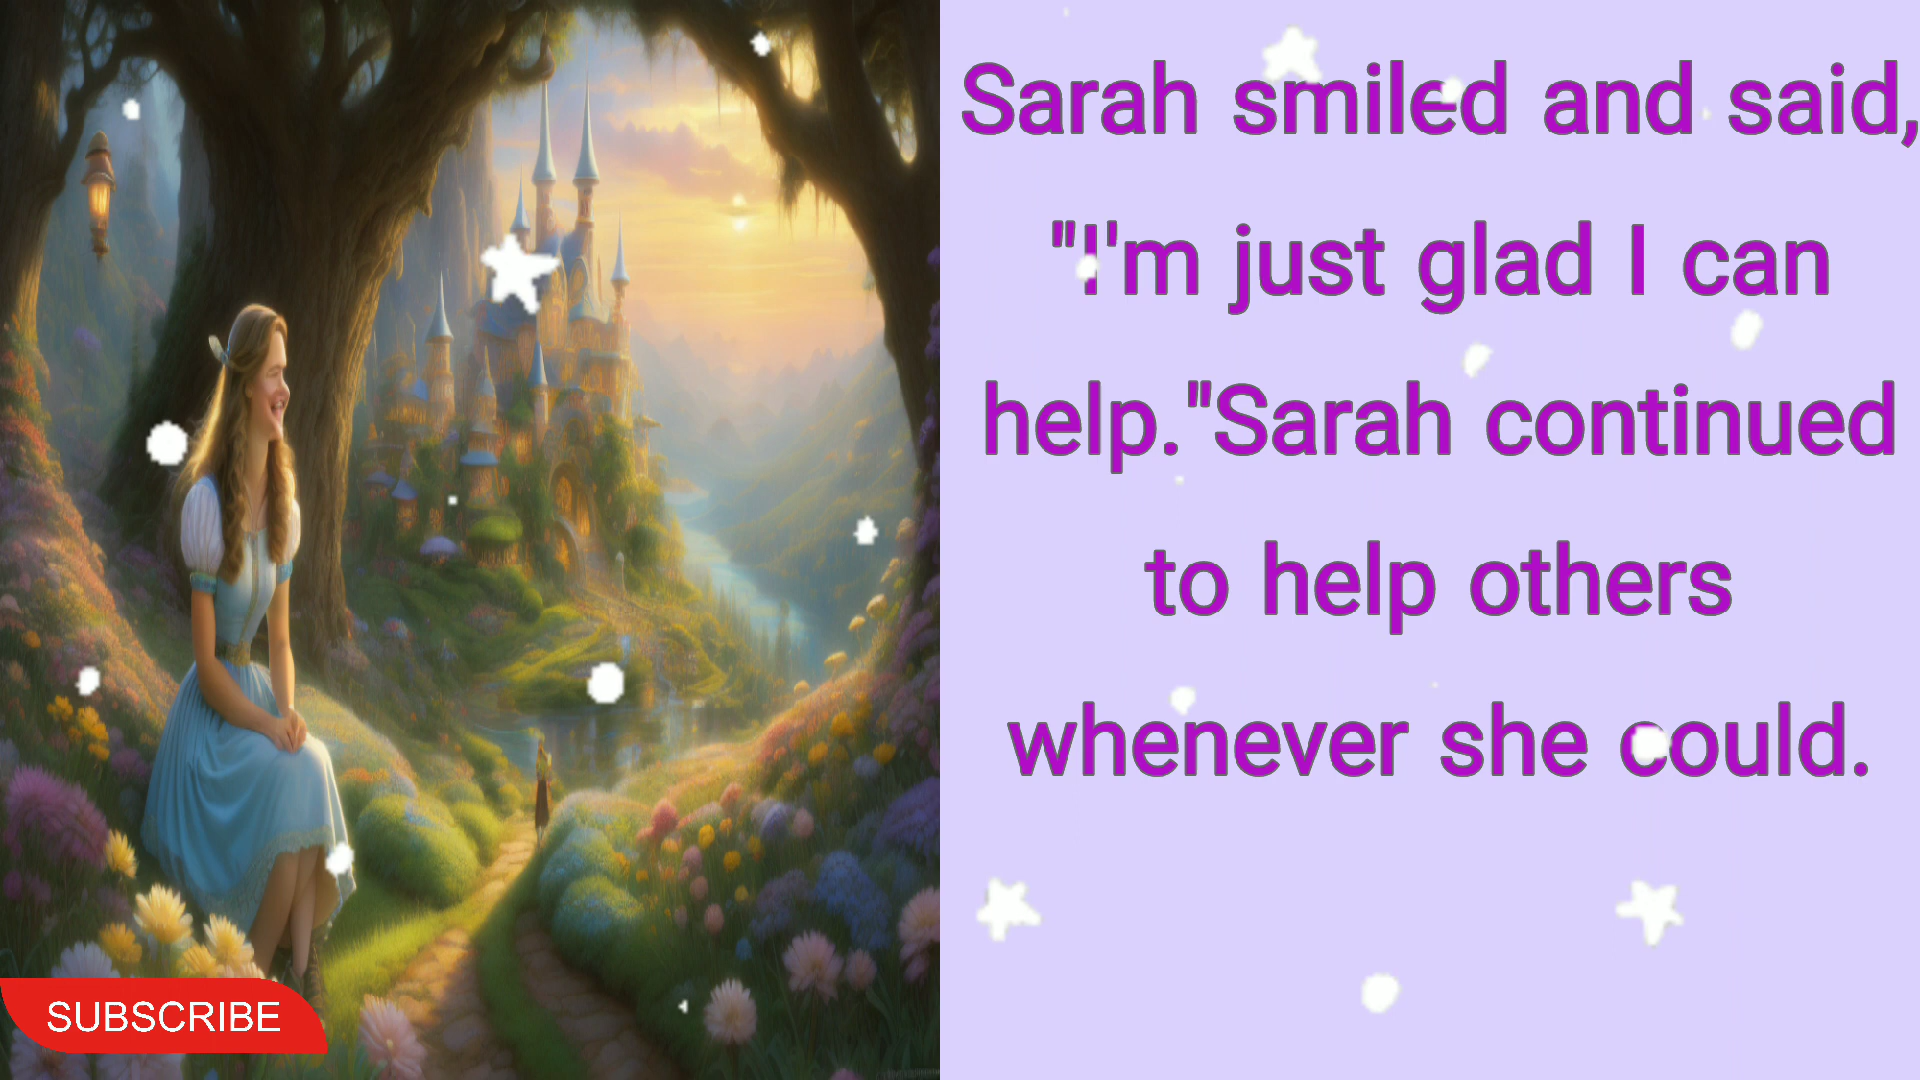 Sarah smiled and said,
"I'm just glad I can
help."Sarah continued
to help others
whenever she could.
SUBSCRIBE